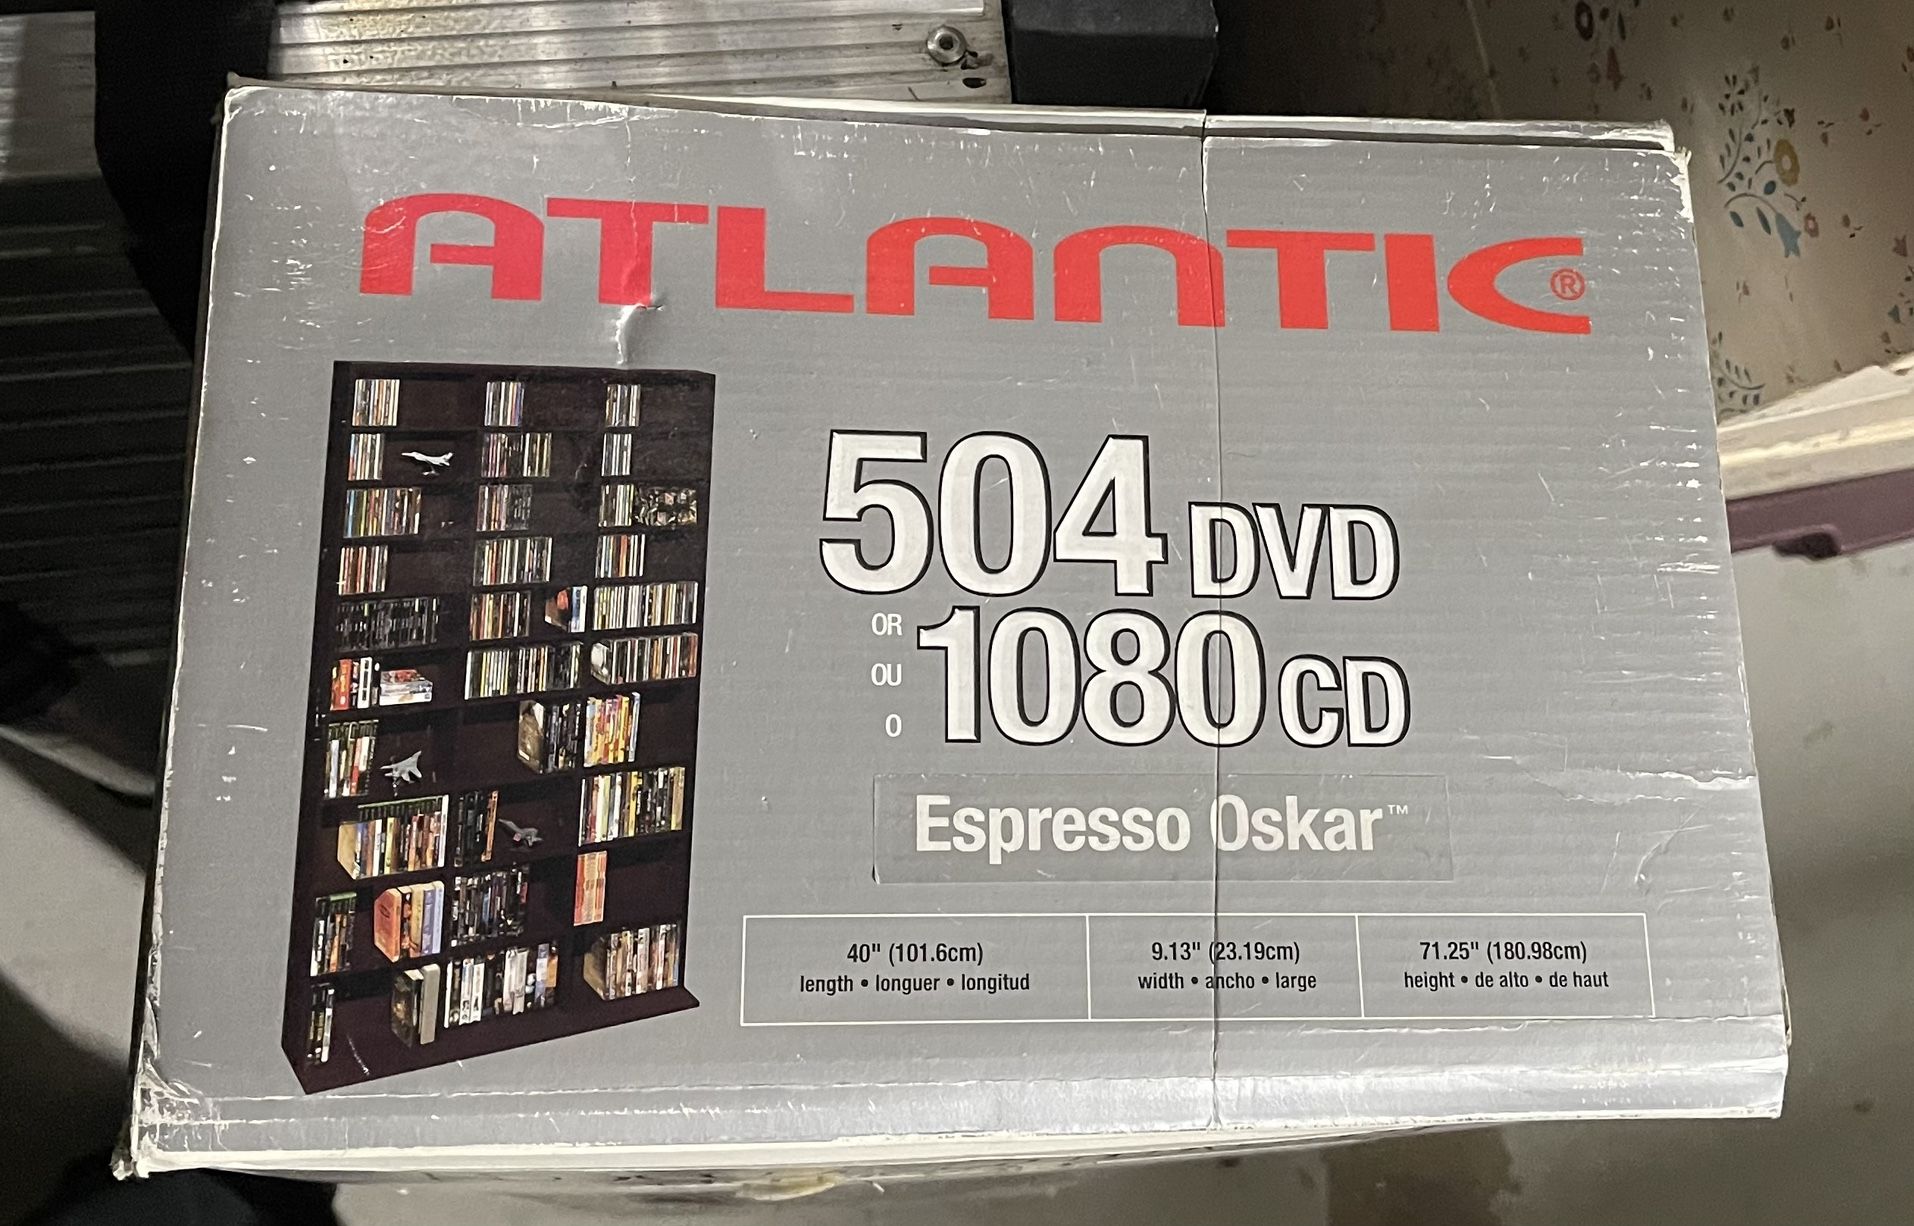 ATLANTIC®
504 DVD
OR
OU
O
1080 CD
Espresso Oskar™
40" (101.6cm)
length • longuer • longitud
9.13" (23.19cm)
width • ancho • large
71.25" (180.98cm)
height • de alto • de haut